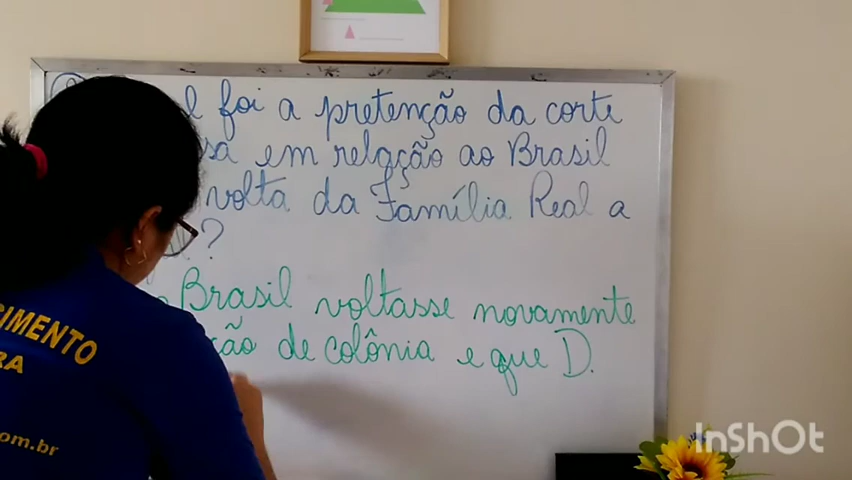 foi a pretenção da corte
em relação ao Brasil
volta da Família Real a
?
Brasil voltasse novamente
de colônia e que D.
CIMENTO
RA
om.br
InShOt